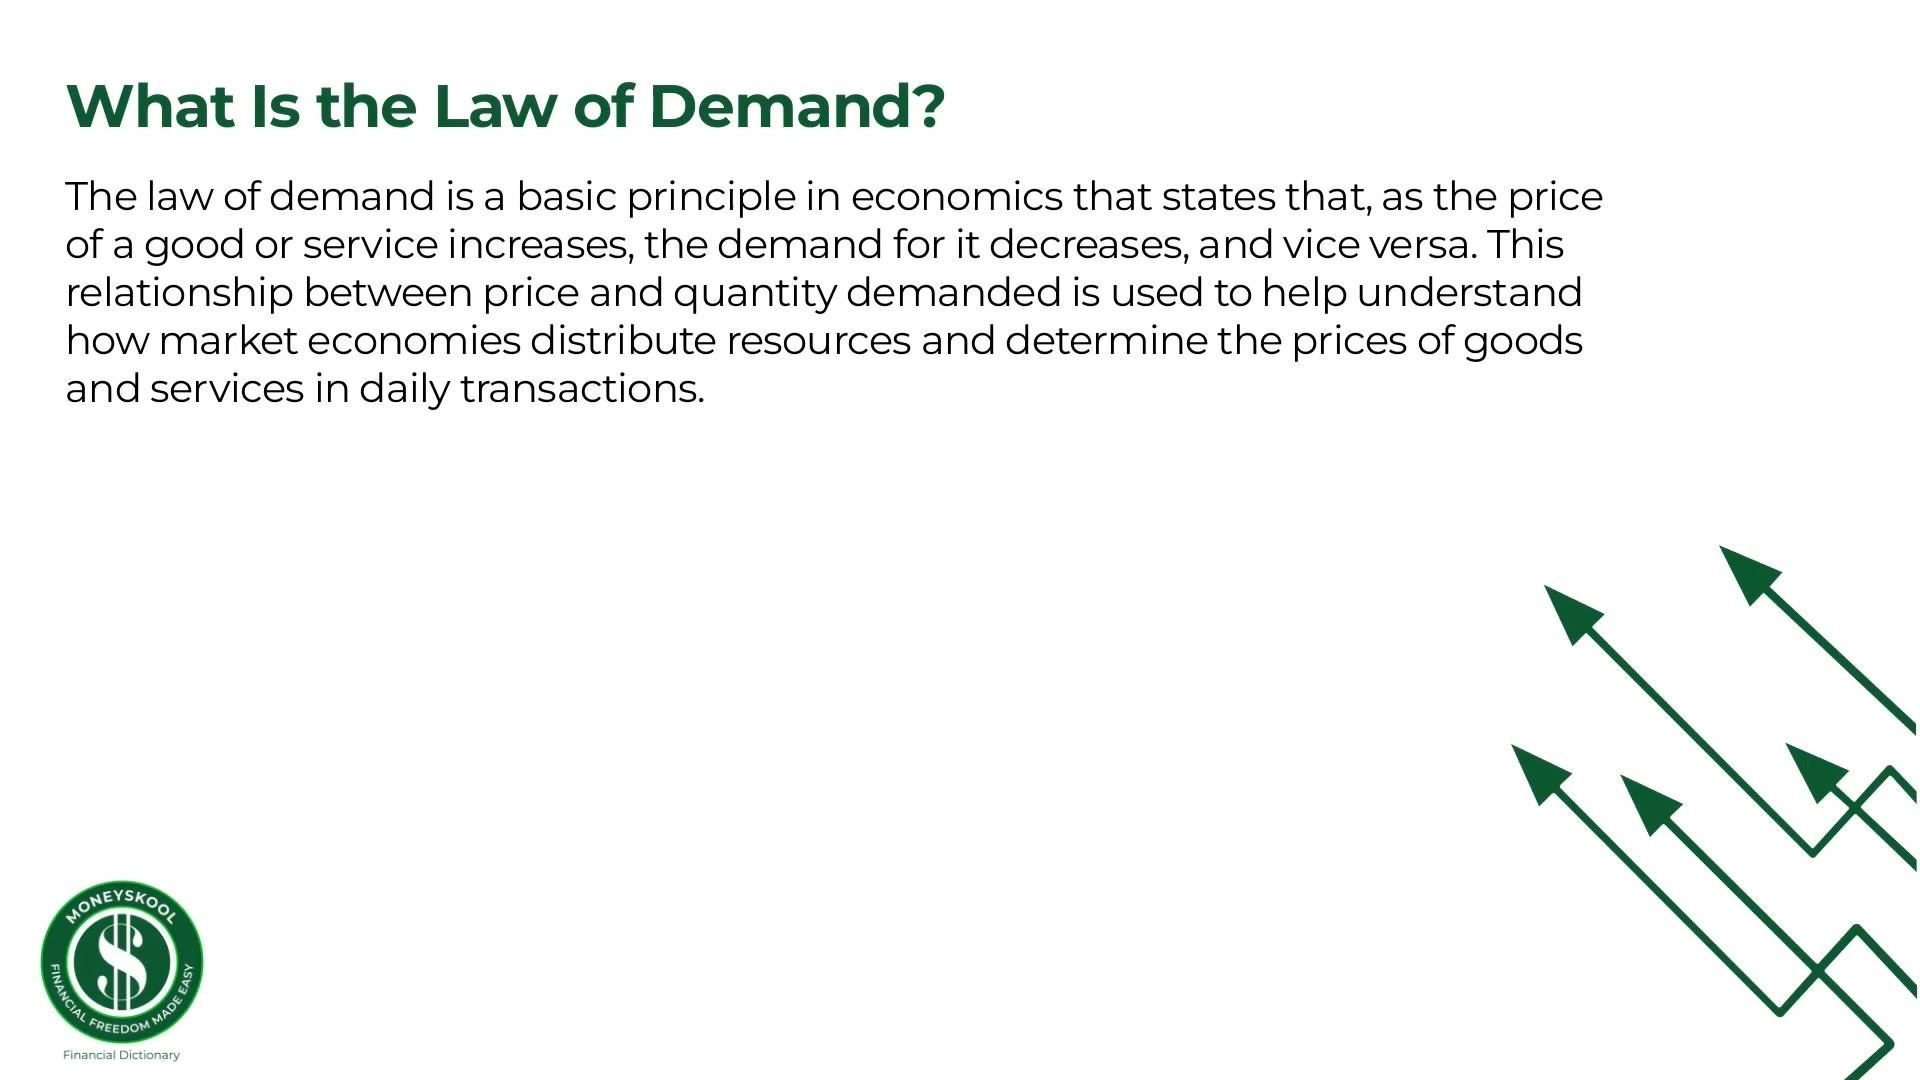 What Is the Law of Demand?
The law of demand is a basic principle in economics that states that, as the price
of a good or service increases, the demand for it decreases, and vice versa. This
relationship between price and quantity demanded is used to help understand
how market economies distribute resources and determine the prices of goods
and services in daily transactions.
MONEYSKOOL
$
FINANCIAL FREEDOM MADE EASY
Financial Dictionary